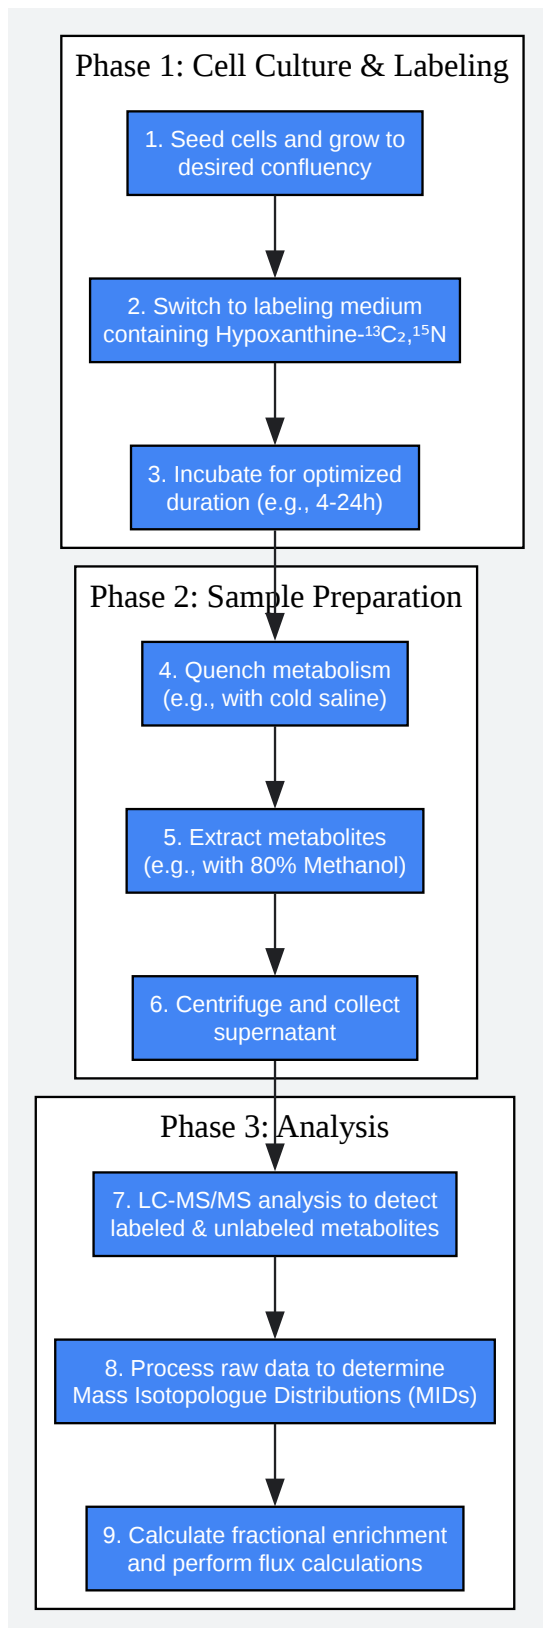 Phase 1: Cell Culture & Labeling
1. Seed cells and grow to
desired confluency
2. Switch to labeling medium
containing Hypoxanthine-¹³C₂,¹⁵N
3. Incubate for optimized
duration (e.g., 4-24h)
Phase 2: Sample Preparation
4. Quench metabolism
(e.g., with cold saline)
5. Extract metabolites
(e.g., with 80% Methanol)
6. Centrifuge and collect
supernatant
Phase 3: Analysis
7. LC-MS/MS analysis to detect
labeled & unlabeled metabolites
8. Process raw data to determine
Mass Isotopologue Distributions (MIDs)
9. Calculate fractional enrichment
and perform flux calculations